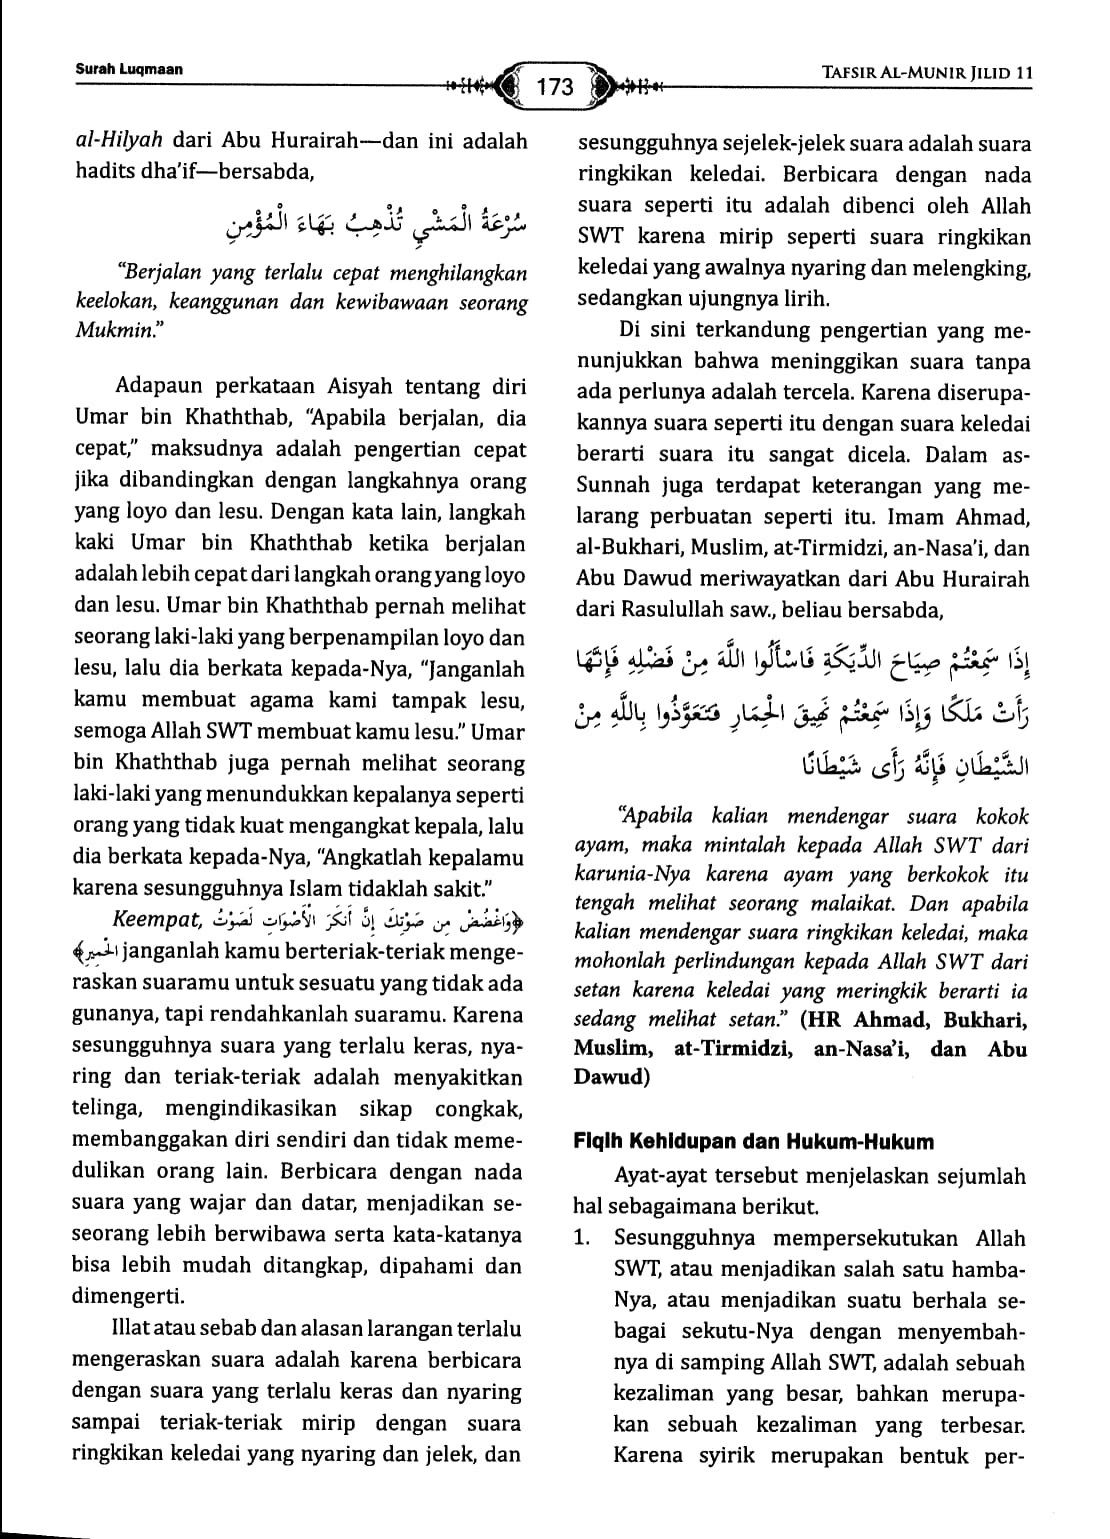 Surah Luqmaan
173
TAFSIR AL-MUNIR JILID 11
al-Hilyah dari Abu Hurairah—dan ini adalah
hadits dha'if—bersabda,
سُرْعَةُ الْمَشْيِ تُذْهِبُ بَهَاءَ الْمُؤْمِنِ
“Berjalan yang terlalu cepat menghilangkan
keelokan, keanggunan dan kewibawaan seorang
Mukmin.”
Adapaun perkataan Aisyah tentang diri
Umar bin Khaththab, “Apabila berjalan, dia
cepat,” maksudnya adalah pengertian cepat
jika dibandingkan dengan langkahnya orang
yang loyo dan lesu. Dengan kata lain, langkah
kaki Umar bin Khaththab ketika berjalan
adalah lebih cepat dari langkah orang yang loyo
dan lesu. Umar bin Khaththab pernah melihat
seorang laki-laki yang berpenampilan loyo dan
lesu, lalu dia berkata kepada-Nya, “Janganlah
kamu membuat agama kami tampak lesu,
semoga Allah SWT membuat kamu lesu.” Umar
bin Khaththab juga pernah melihat seorang
laki-laki yang menundukkan kepalanya seperti
orang yang tidak kuat mengangkat kepala, lalu
dia berkata kepada-Nya, “Angkatlah kepalamu
karena sesungguhnya Islam tidaklah sakit.”
Keempat, ﴿وَاغْضُضْ مِن صَوْتِكَ إِنَّ أَنكَرَ الْأَصْوَاتِ لَصَوْتُ
الْحَمِيرِ﴾ janganlah kamu berteriak-teriak menge-
raskan suaramu untuk sesuatu yang tidak ada
gunanya, tapi rendahkanlah suaramu. Karena
sesungguhnya suara yang terlalu keras, nya-
ring dan teriak-teriak adalah menyakitkan
telinga, mengindikasikan sikap congkak,
membanggakan diri sendiri dan tidak meme-
dulikan orang lain. Berbicara dengan nada
suara yang wajar dan datar, menjadikan se-
seorang lebih berwibawa serta kata-katanya
bisa lebih mudah ditangkap, dipahami dan
dimengerti.
Illat atau sebab dan alasan larangan terlalu
mengeraskan suara adalah karena berbicara
dengan suara yang terlalu keras dan nyaring
sampai teriak-teriak mirip dengan suara
ringkikan keledai yang nyaring dan jelek, dan
sesungguhnya sejelek-jelek suara adalah suara
ringkikan keledai. Berbicara dengan nada
suara seperti itu adalah dibenci oleh Allah
SWT karena mirip seperti suara ringkikan
keledai yang awalnya nyaring dan melengking,
sedangkan ujungnya lirih.
Di sini terkandung pengertian yang me-
nunjukkan bahwa meninggikan suara tanpa
ada perlunya adalah tercela. Karena diserupa-
kannya suara seperti itu dengan suara keledai
berarti suara itu sangat dicela. Dalam as-
Sunnah juga terdapat keterangan yang me-
larang perbuatan seperti itu. Imam Ahmad,
al-Bukhari, Muslim, at-Tirmidzi, an-Nasa'i, dan
Abu Dawud meriwayatkan dari Abu Hurairah
dari Rasulullah saw., beliau bersabda,
إِذَا سَمِعْتُمْ صِيَاحَ الدِّيَكَةِ فَاسْأَلُوا اللَّهَ مِنْ فَضْلِهِ فَإِنَّهَا
رَأَتْ مَلَكًا وَإِذَا سَمِعْتُمْ نَهِيقَ الْحِمَارِ فَتَعَوَّذُوا بِاللَّهِ مِنْ
الشَّيْطَانِ فَإِنَّهُ رَأَى شَيْطَانًا
“Apabila kalian mendengar suara kokok
ayam, maka mintalah kepada Allah SWT dari
karunia-Nya karena ayam yang berkokok itu
tengah melihat seorang malaikat. Dan apabila
kalian mendengar suara ringkikan keledai, maka
mohonlah perlindungan kepada Allah SWT dari
setan karena keledai yang meringkik berarti ia
sedang melihat setan.” (HR Ahmad, Bukhari,
Muslim, at-Tirmidzi, an-Nasa'i, dan Abu
Dawud)
Fiqih Kehidupan dan Hukum-Hukum
Ayat-ayat tersebut menjelaskan sejumlah
hal sebagaimana berikut.
1. Sesungguhnya mempersekutukan Allah
SWT, atau menjadikan salah satu hamba-
Nya, atau menjadikan suatu berhala se-
bagai sekutu-Nya dengan menyembah-
nya di samping Allah SWT, adalah sebuah
kezaliman yang besar, bahkan merupa-
kan sebuah kezaliman yang terbesar.
Karena syirik merupakan bentuk per-